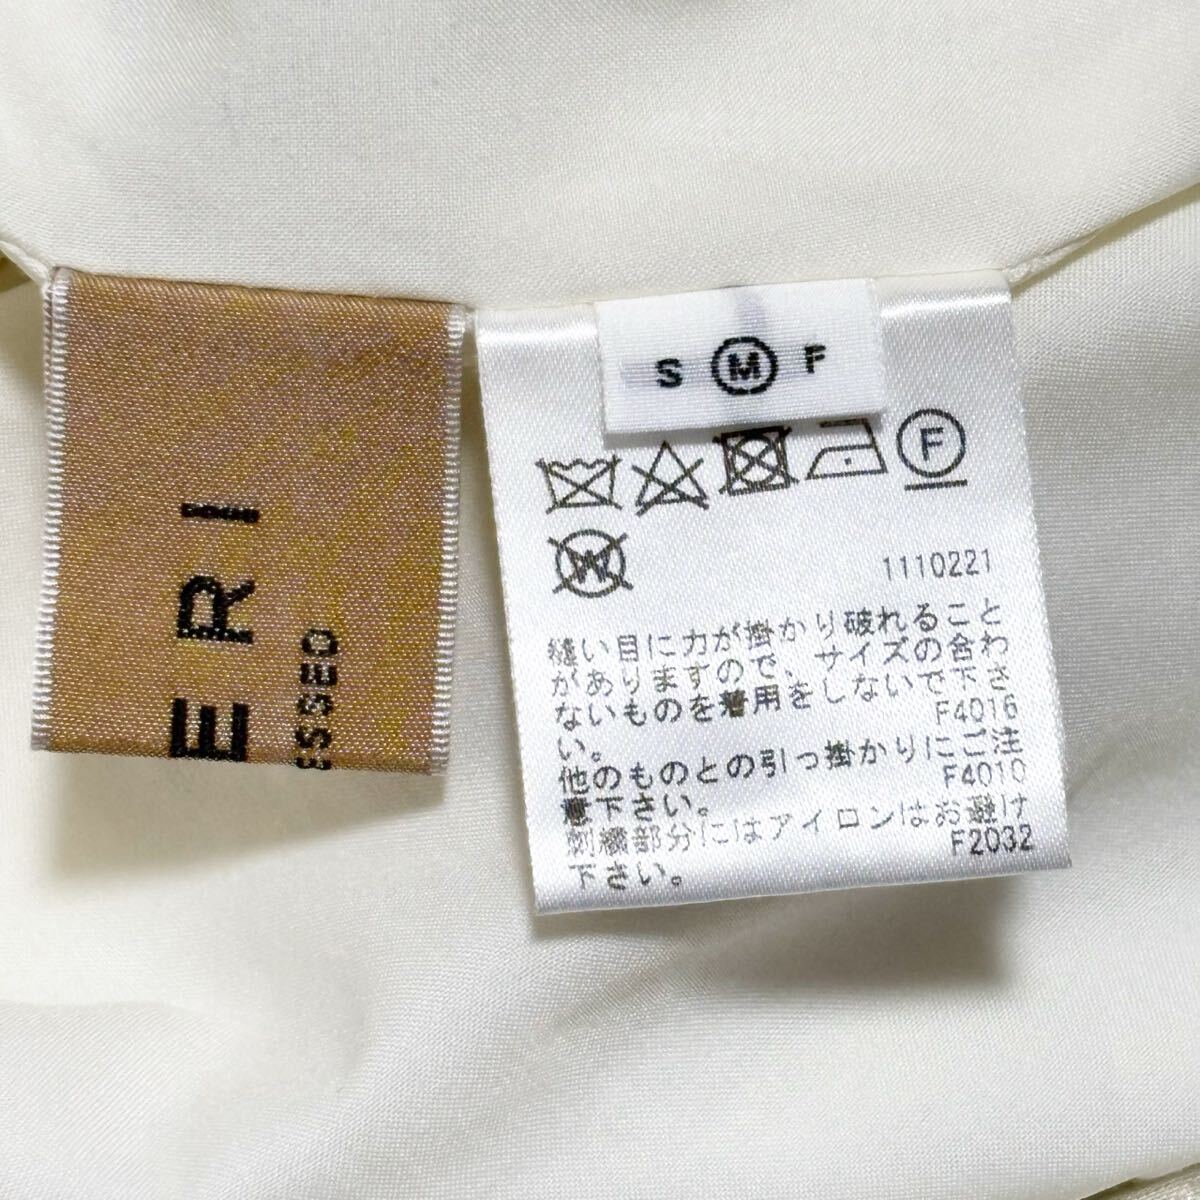 ERI
ESSED
S M F
F
W
1110221
縫い目に力が掛かり破れること
がありますので、サイズの合わ
ないものを着用をしないで下さ
い。
F4016
他のものとの引っ掛かりにご注
意下さい。
F4010
刺繍部分にはアイロンはお避け
下さい。
F2032